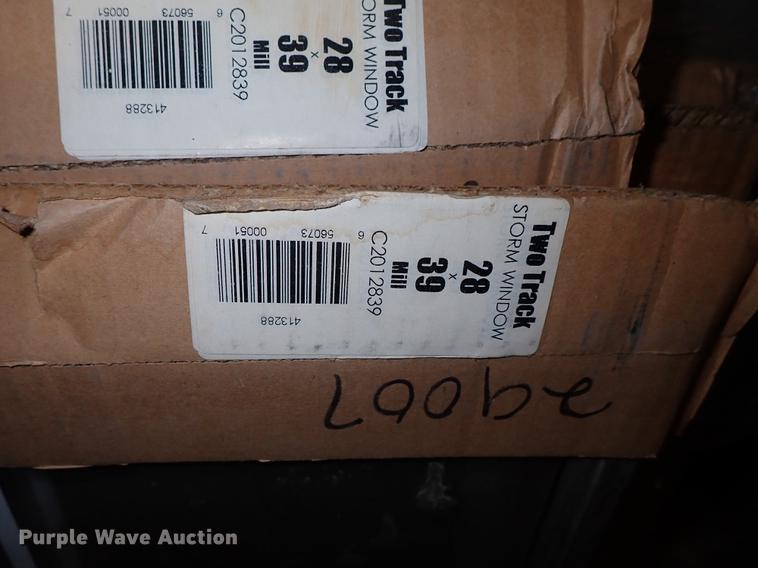 Two Track
STORM WINDOW
28
x
39
Mill
C2012839
6 56073 00051 7
413288
Two Track
STORM WINDOW
28
x
39
Mill
C2012839
6 56073 00051 7
413288
29007
Purple Wave Auction